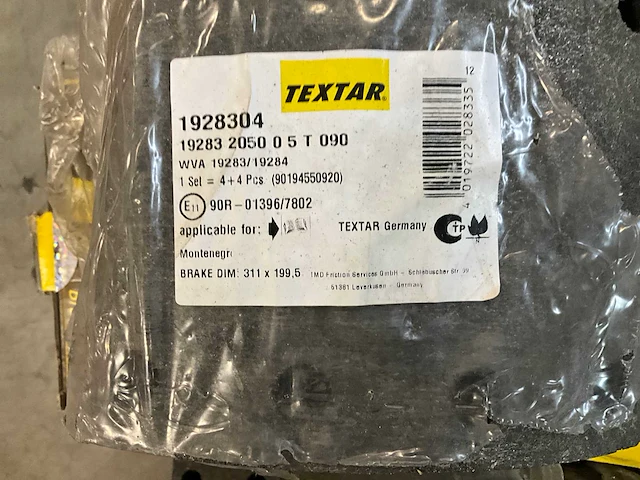 TEXTAR
12
1928304
19283 2050 0 5 T 090
WVA 19283/19284
1 Set = 4+4 Pcs (90194550920)
E11 90R-01396/7802
applicable for:
TEXTAR Germany
Montenegr
BRAKE DIM: 311 x 199,5
TMD Friction Services GmbH - Schlebuscher Str. 99
51381 Leverkusen - Germany
4 019722 028335